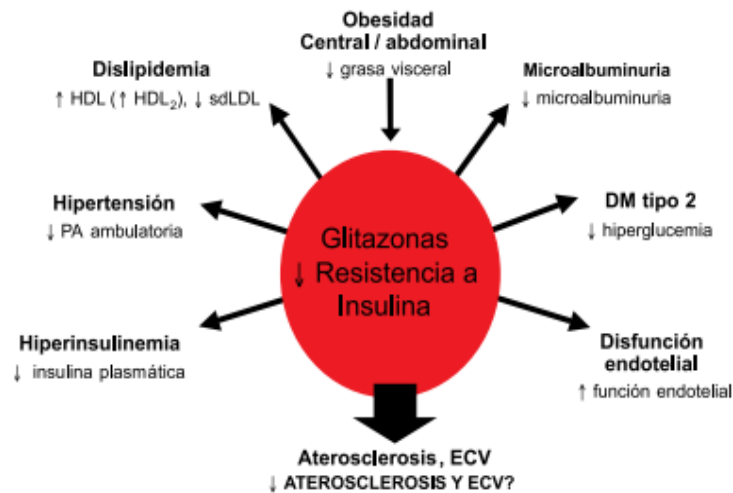 Obesidad
Central / abdominal
↓ grasa visceral
Dislipidemia
↑ HDL (↑ HDL₂), ↓ sdLDL
Microalbuminuria
↓ microalbuminuria
Hipertensión
↓ PA ambulatoria
DM tipo 2
↓ hiperglucemia
Glitazonas
↓ Resistencia a
Insulina
Hiperinsulinemia
↓ insulina plasmática
Disfunción
endotelial
↑ función endotelial
Aterosclerosis, ECV
↓ ATEROSCLEROSIS Y ECV?